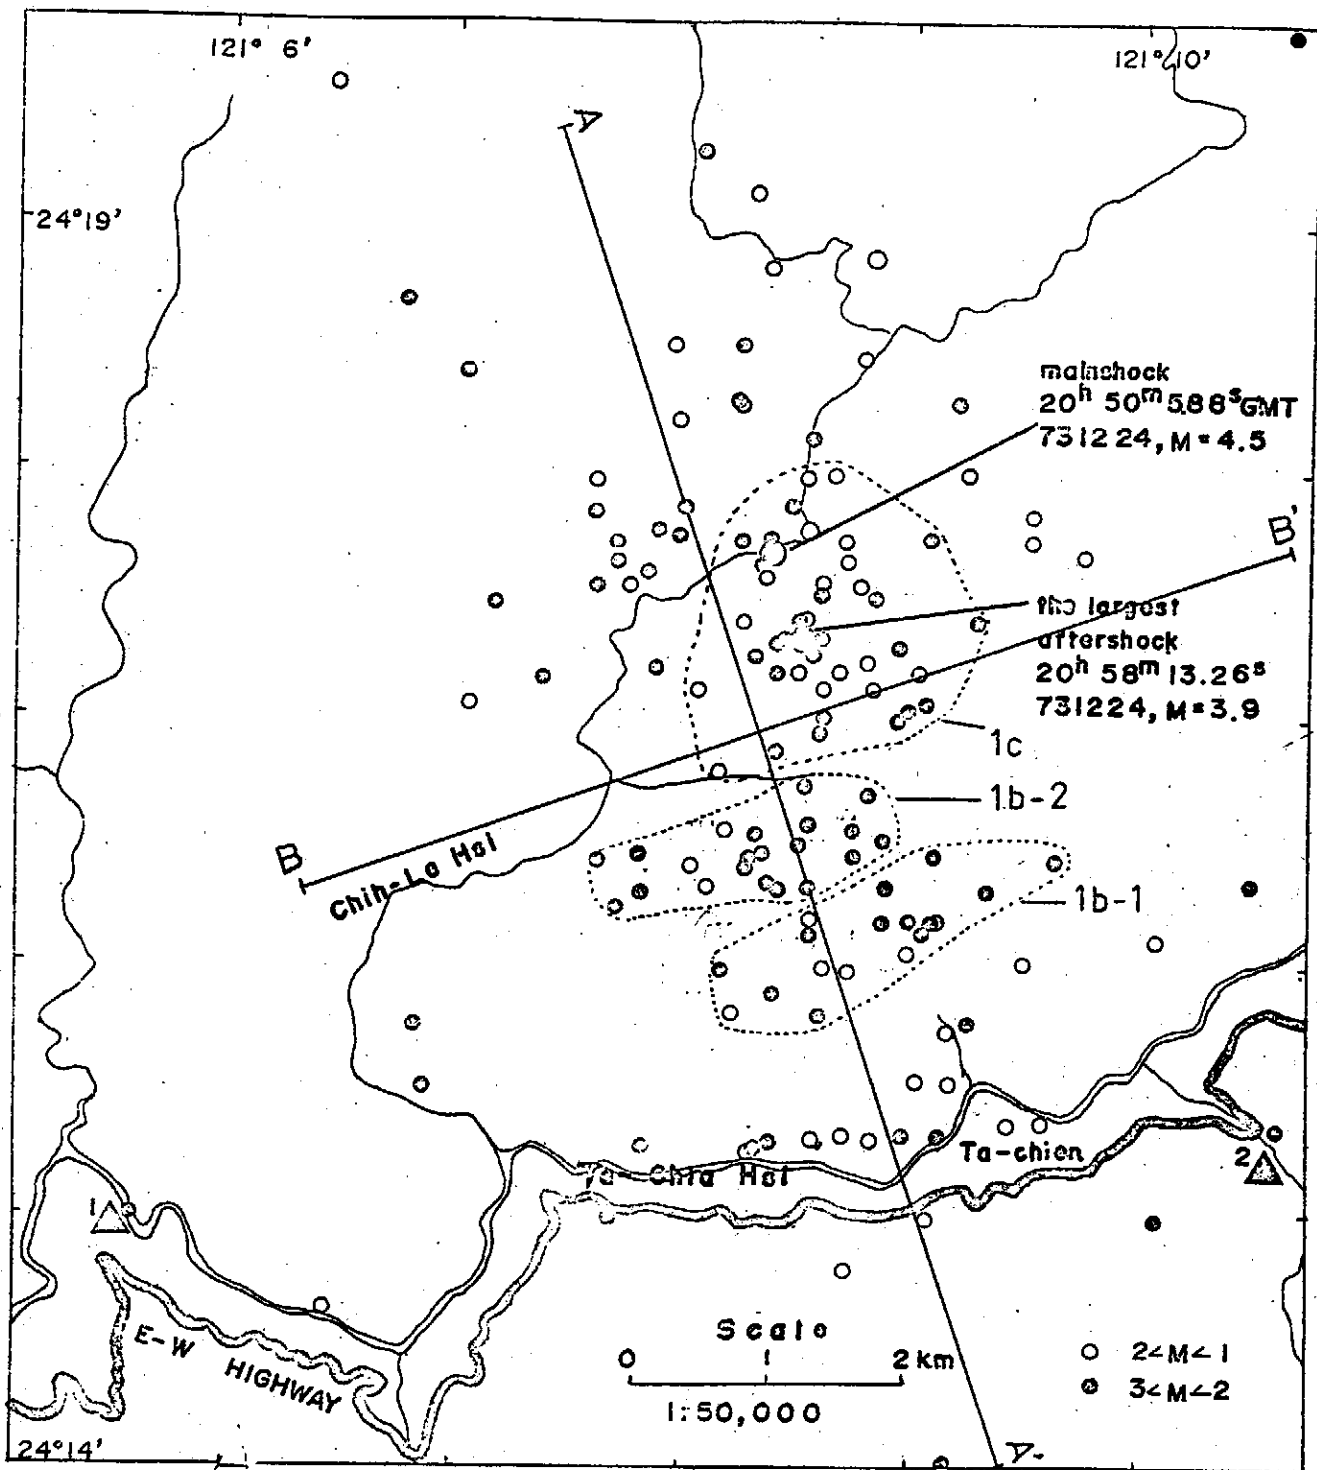 121° 6'
121° 10'
A
24°19'
mainshock
20h 50m 5.88s GMT
731224, M=4.5
B'
the largest
aftershock
20h 58m 13.26s
731224, M=3.9
1c
1b-2
B
Chih-La Hsi
1b-1
Ta-chien
2
Ta-Chia Hsi
1
E-W HIGHWAY
Scale
0 1 2 km
1:50,000
2<M<1
3<M<2
24°14'
A'